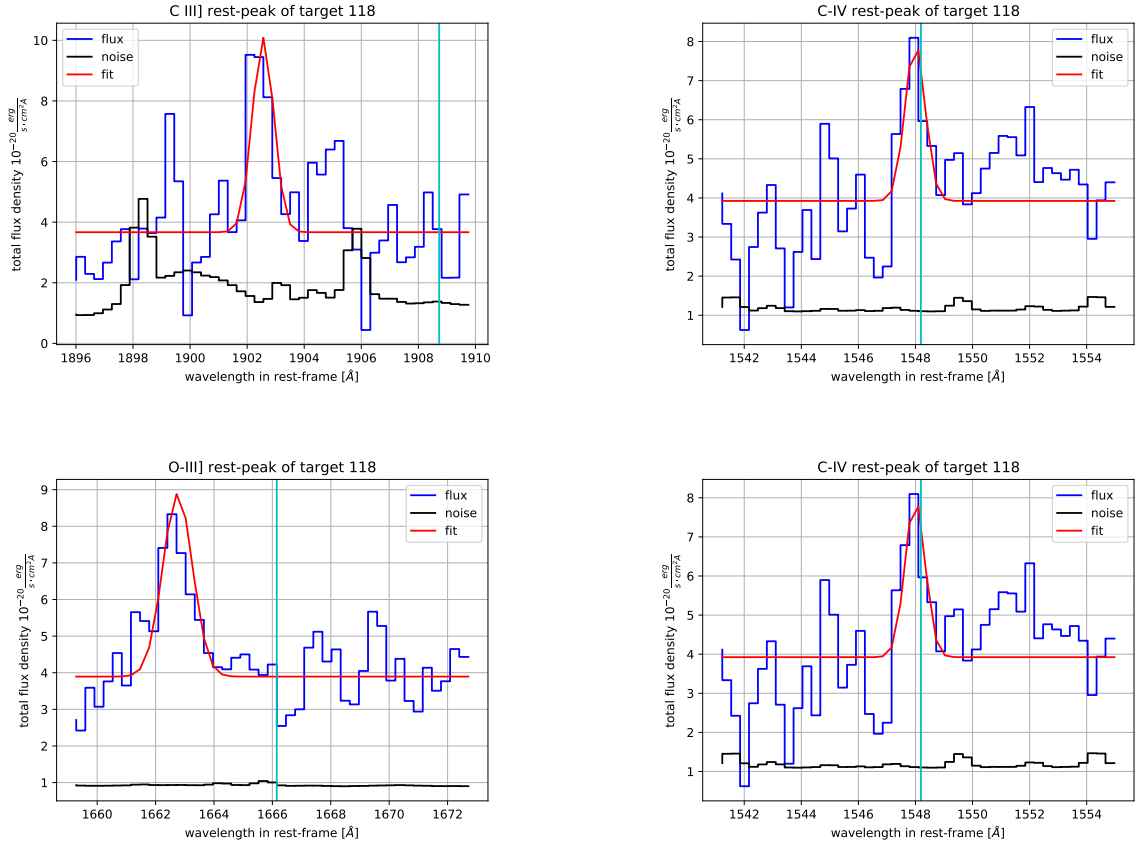 C III] rest-peak of target 118
flux
noise
fit
total flux density 10⁻²⁰ erg / s · cm²A
10
8
6
4
2
0
1896 1898 1900 1902 1904 1906 1908 1910
wavelength in rest-frame [Å]
C-IV rest-peak of target 118
flux
noise
fit
total flux density 10⁻²⁰ erg / s · cm²A
8
7
6
5
4
3
2
1
1542 1544 1546 1548 1550 1552 1554
wavelength in rest-frame [Å]
O-III] rest-peak of target 118
flux
noise
fit
total flux density 10⁻²⁰ erg / s · cm²A
9
8
7
6
5
4
3
2
1
1660 1662 1664 1666 1668 1670 1672
wavelength in rest-frame [Å]
C-IV rest-peak of target 118
flux
noise
fit
total flux density 10⁻²⁰ erg / s · cm²A
8
7
6
5
4
3
2
1
1542 1544 1546 1548 1550 1552 1554
wavelength in rest-frame [Å]